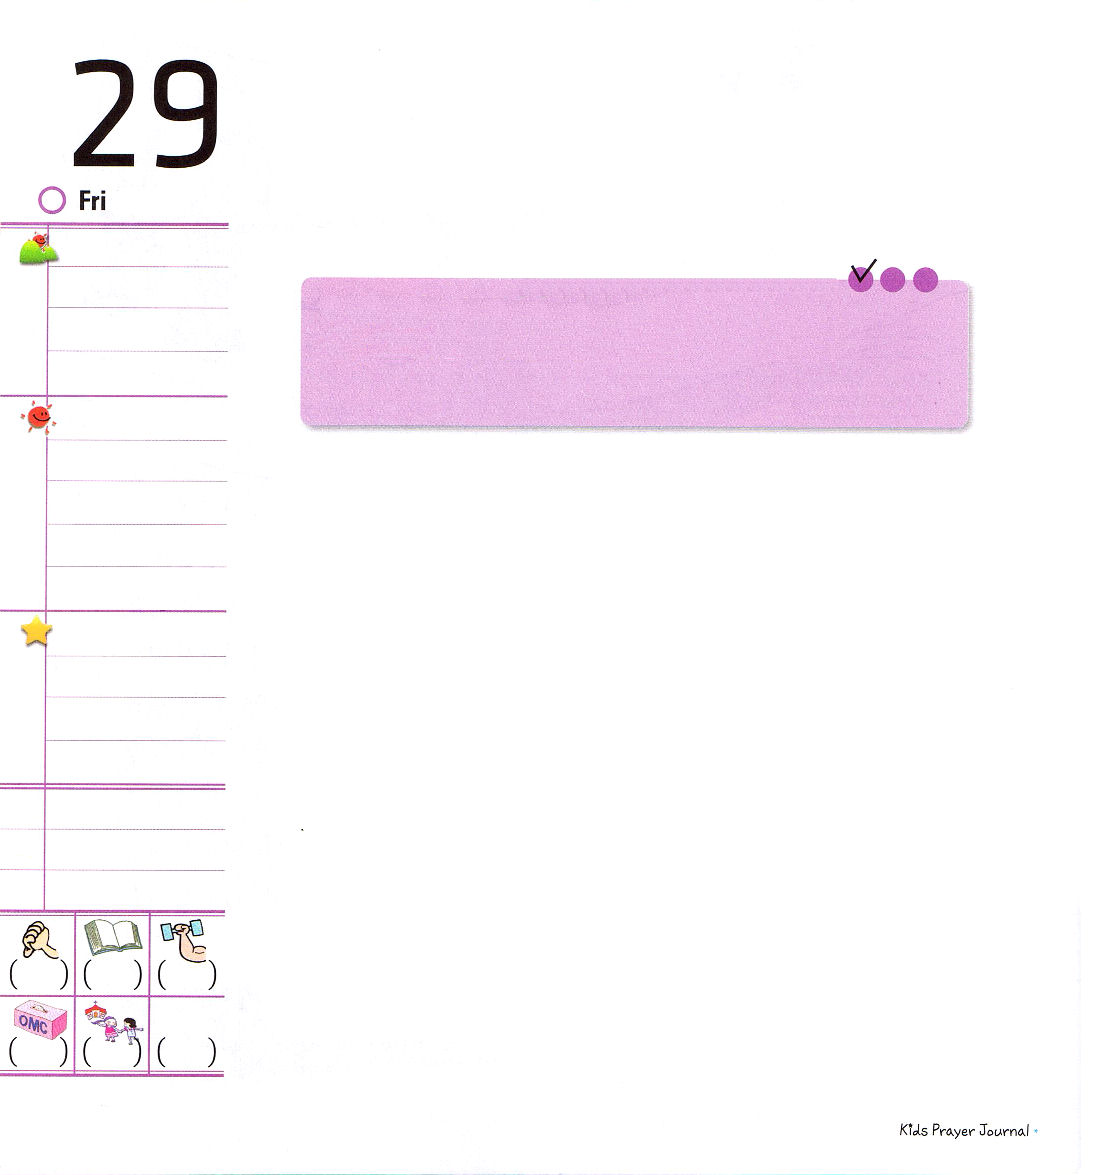 29
Fri
( ) ( ) ( )
OMC
( ) ( ) ( )
Kids Prayer Journal